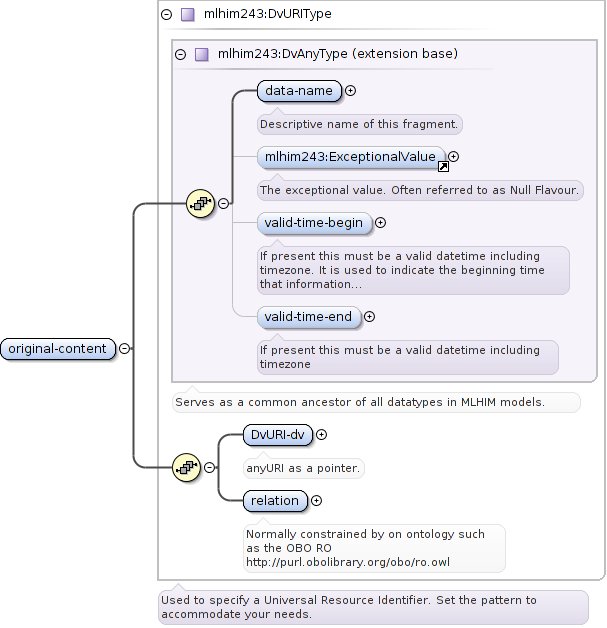 mlhim243:DvURIType
mlhim243:DvAnyType (extension base)
data-name
Descriptive name of this fragment.
mlhim243:ExceptionalValue
The exceptional value. Often referred to as Null Flavour.
valid-time-begin
If present this must be a valid datetime including
timezone. It is used to indicate the beginning time
that information...
valid-time-end
If present this must be a valid datetime including
timezone
original-content
Serves as a common ancestor of all datatypes in MLHIM models.
DvURI-dv
anyURI as a pointer.
relation
Normally constrained by on ontology such
as the OBO RO
http://purl.obolibrary.org/obo/ro.owl
Used to specify a Universal Resource Identifier. Set the pattern to
accommodate your needs.